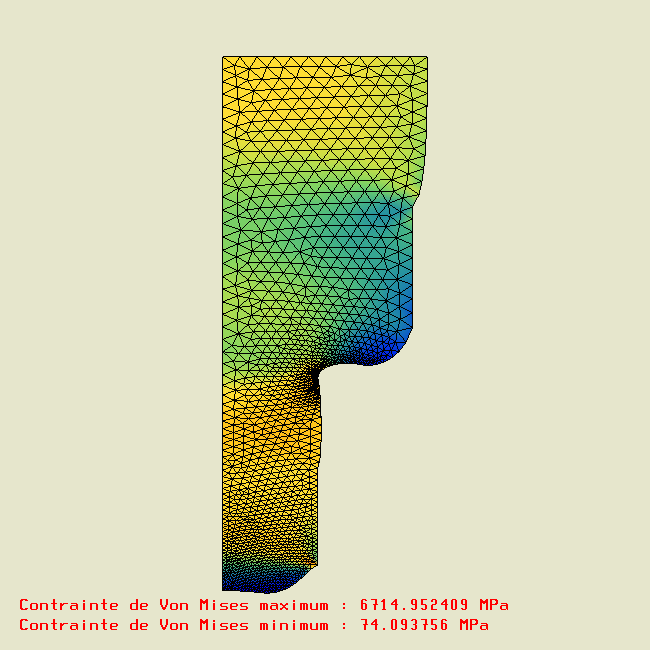 Contrainte de Von Mises maximum : 6714.952409 MPa
Contrainte de Von Mises minimum : 74.093756 MPa